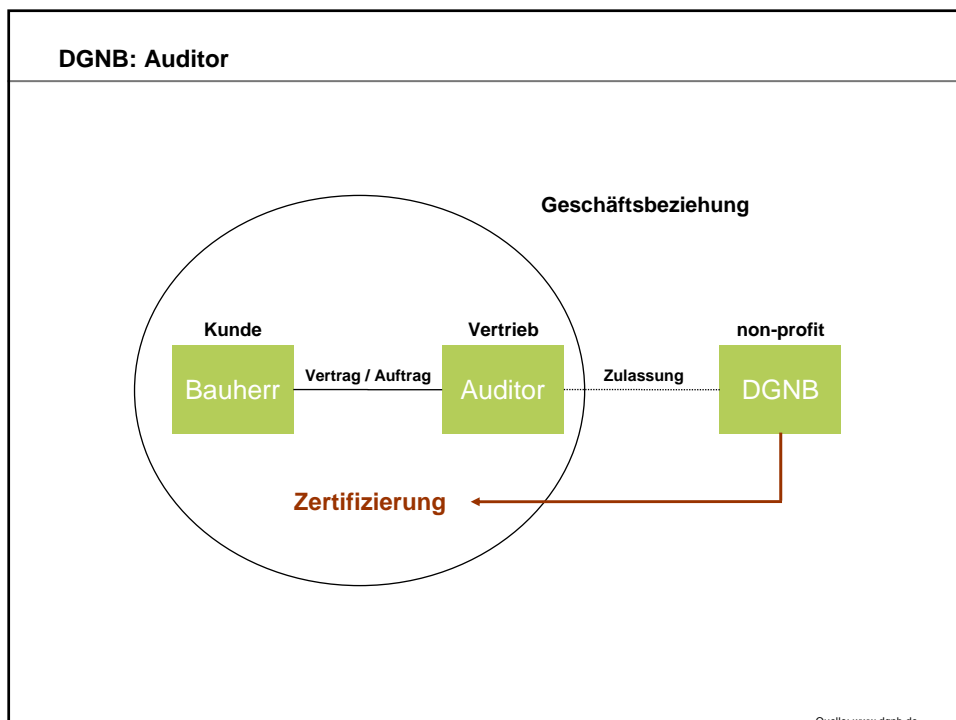 DGNB: Auditor
Geschäftsbeziehung
Kunde
Vertrieb
non-profit
Bauherr
Vertrag / Auftrag
Auditor
Zulassung
DGNB
Zertifizierung